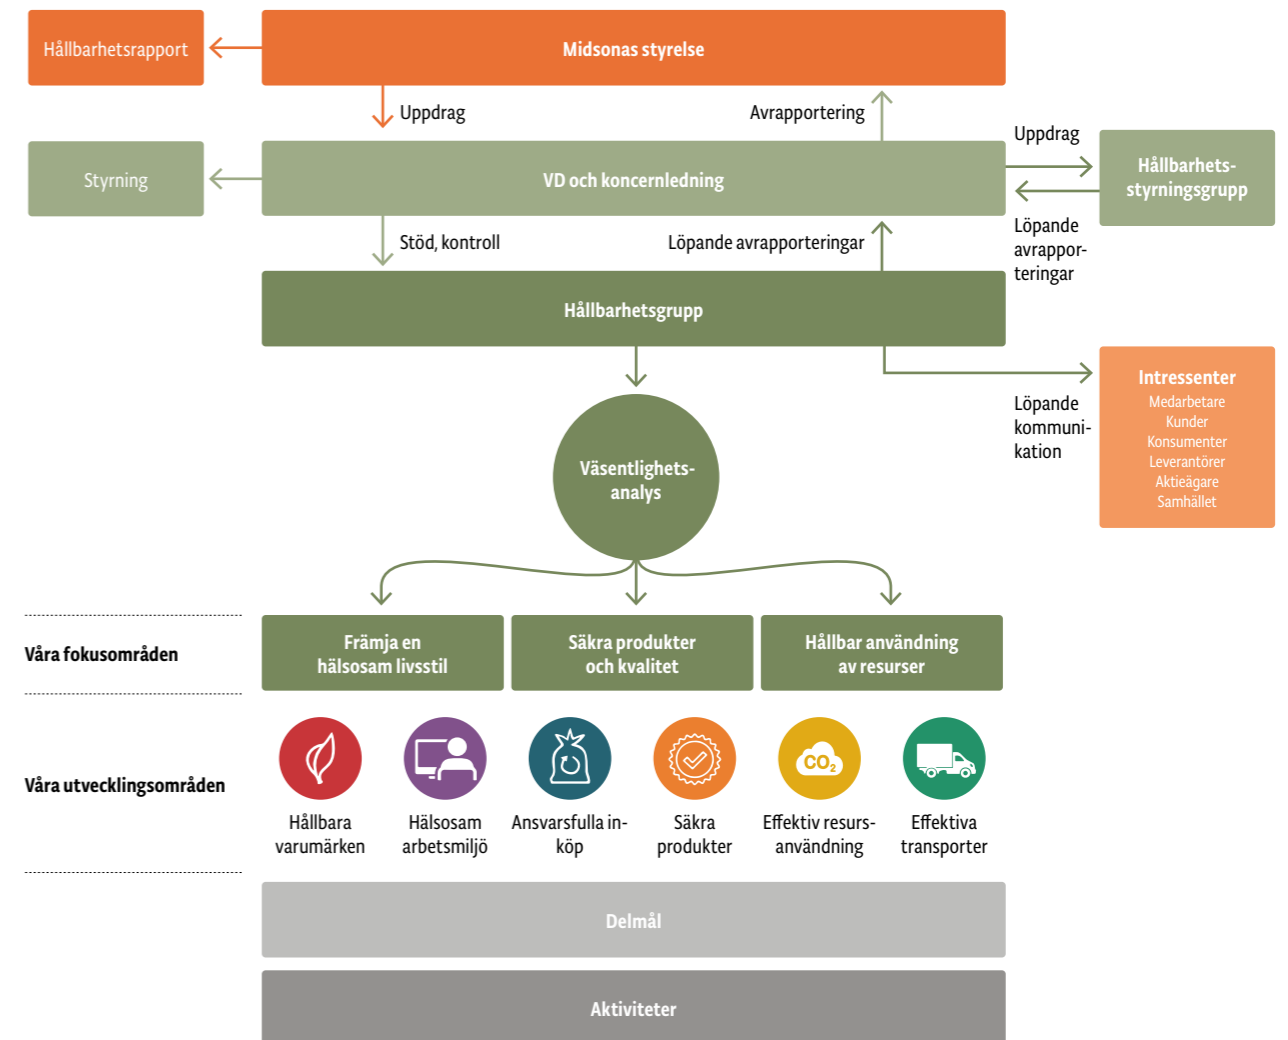 Hållbarhetsrapport
Midsonas styrelse
Uppdrag
Avrapportering
Styrning
VD och koncernledning
Uppdrag
Hållbarhets-
styrningsgrupp
Löpande
avrappor-
teringar
Stöd, kontroll
Löpande avrapporteringar
Hållbarhetsgrupp
Löpande
kommuni-
kation
Intressenter
Medarbetare
Kunder
Konsumenter
Leverantörer
Aktieägare
Samhället
Väsentlighets-
analys
Våra fokusområden
Främja en
hälsosam livsstil
Säkra produkter
och kvalitet
Hållbar användning
av resurser
Våra utvecklingsområden
CO₂
Hållbara
varumärken
Hälsosam
arbetsmiljö
Ansvarsfulla in-
köp
Säkra
produkter
Effektiv resurs-
användning
Effektiva
transporter
Delmål
Aktiviteter